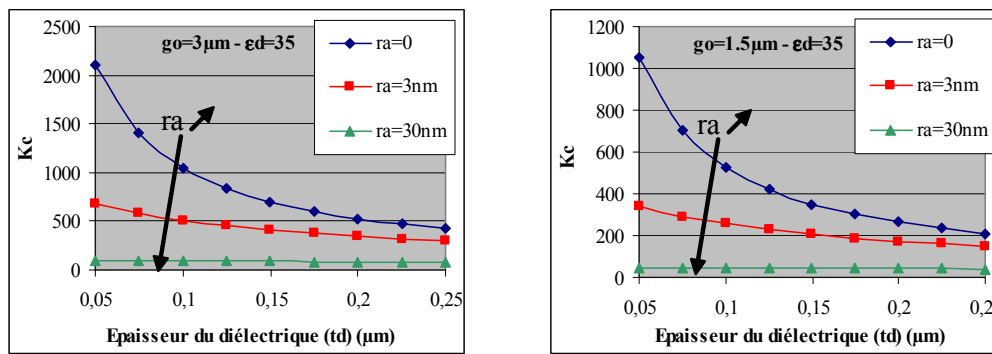 go=3µm - εd=35
ra=0
ra=3nm
ra=30nm
ra
Kc
2500
2000
1500
1000
500
0
0,05
0,1
0,15
0,2
0,25
Epaisseur du diélectrique (td) (µm)
go=1.5µm - εd=35
ra=0
ra=3nm
ra=30nm
ra
Kc
1200
1000
800
600
400
200
0
0,05
0,1
0,15
0,2
0,25
Epaisseur du diélectrique (td) (µm)